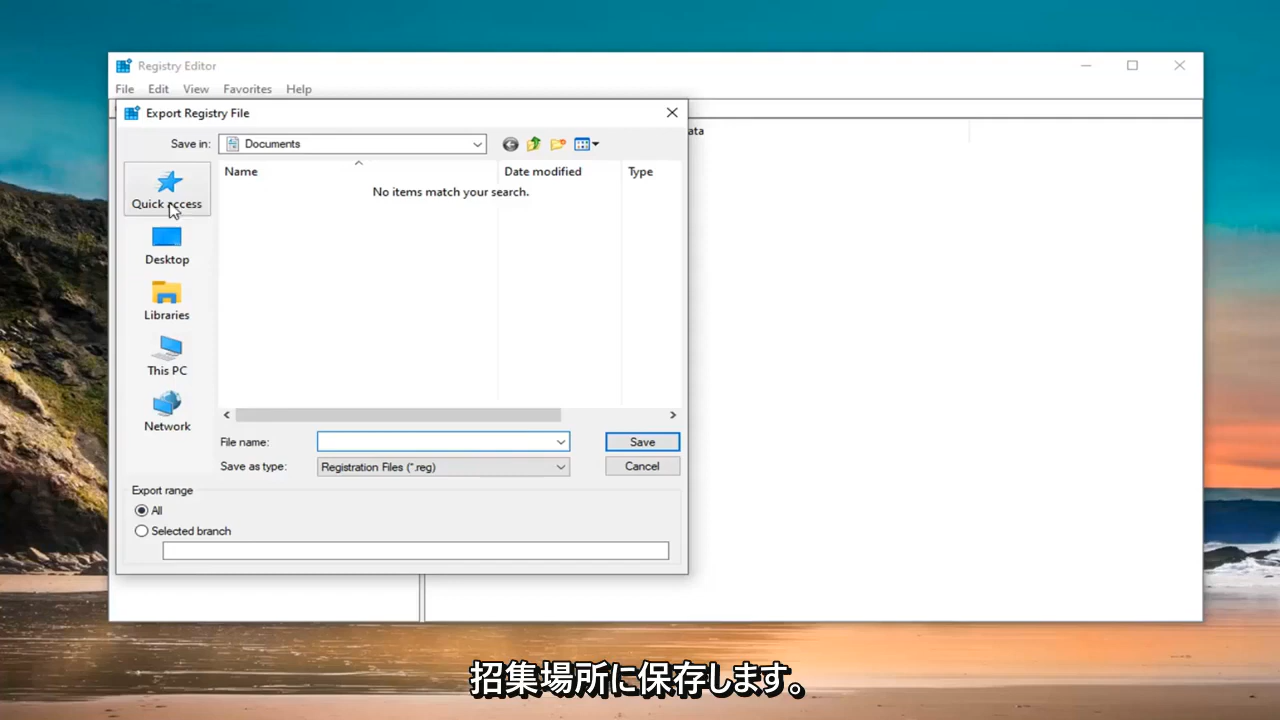 Registry Editor
File Edit View Favorites Help
Export Registry File
ata
Save in: Documents
Name Date modified Type
No items match your search.
Quick access
Desktop
Libraries
This PC
Network
File name: Save
Save as type: Registration Files (*.reg) Cancel
Export range
All
Selected branch
招集場所に保存します。